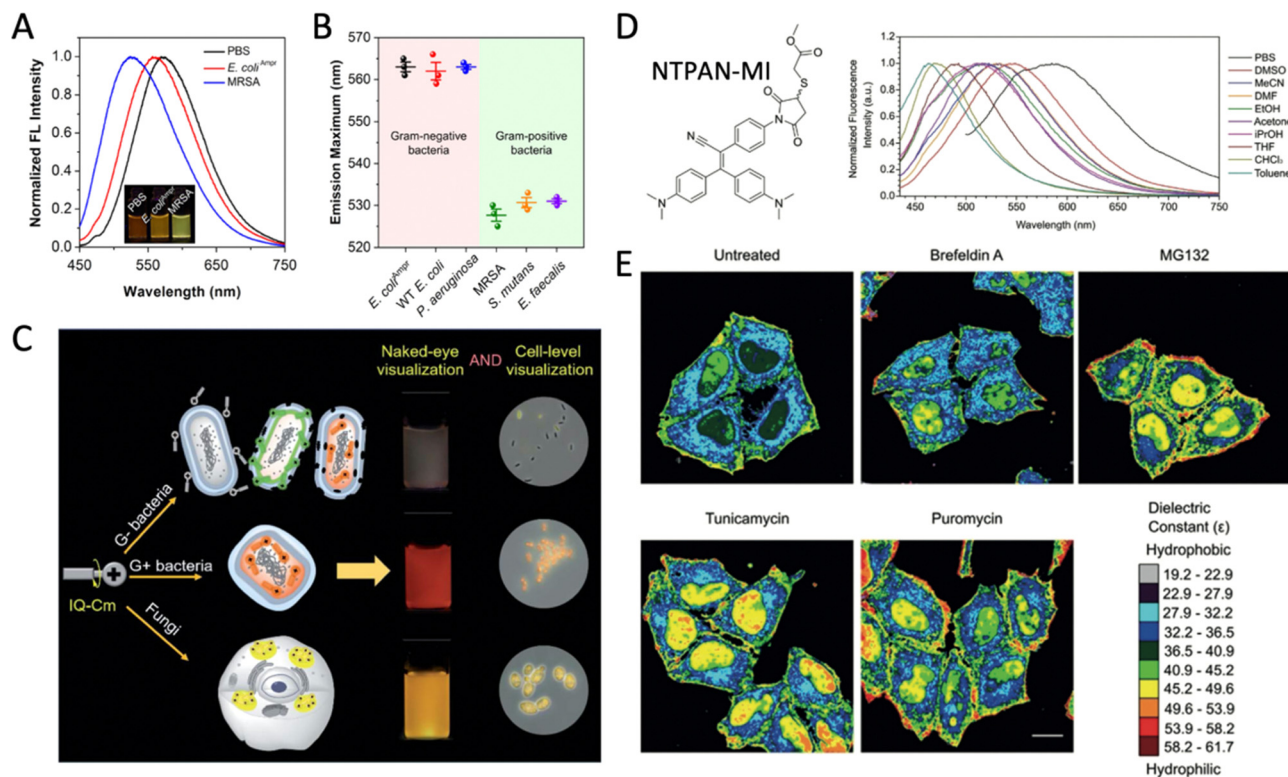 A
Normalized FL Intensity
1.0
0.8
0.6
0.4
0.2
0.0
PBS
E. coli Ampr
MRSA
PBS
E. coli Ampr
MRSA
450
550
650
750
Wavelength (nm)
B
Emission Maximum (nm)
570
560
550
540
530
520
Gram-negative
bacteria
Gram-positive
bacteria
E. coli Ampr
WT E. coli
P. aeruginosa
MRSA
S. mutans
E. faecalis
C
Naked-eye
visualization
AND
Cell-level
visualization
G- bacteria
G+ bacteria
Fungi
IQ-Cm
D
NTPAN-MI
O
O
S
O
N
O
CN
N
N
Normalized Fluorescence
Intensity (a.u.)
1.2
1.0
0.8
0.6
0.4
0.2
0.0
450
500
550
600
650
700
750
Wavelength (nm)
PBS
DMSO
MeCN
DMF
EtOH
Acetone
iPrOH
THF
CHCl₃
Toluene
E
Untreated
Brefeldin A
MG132
Tunicamycin
Puromycin
Dielectric
Constant (ε)
Hydrophobic
19.2 - 22.9
22.9 - 27.9
27.9 - 32.2
32.2 - 36.5
36.5 - 40.9
40.9 - 45.2
45.2 - 49.6
49.6 - 53.9
53.9 - 58.2
58.2 - 61.7
Hydrophilic